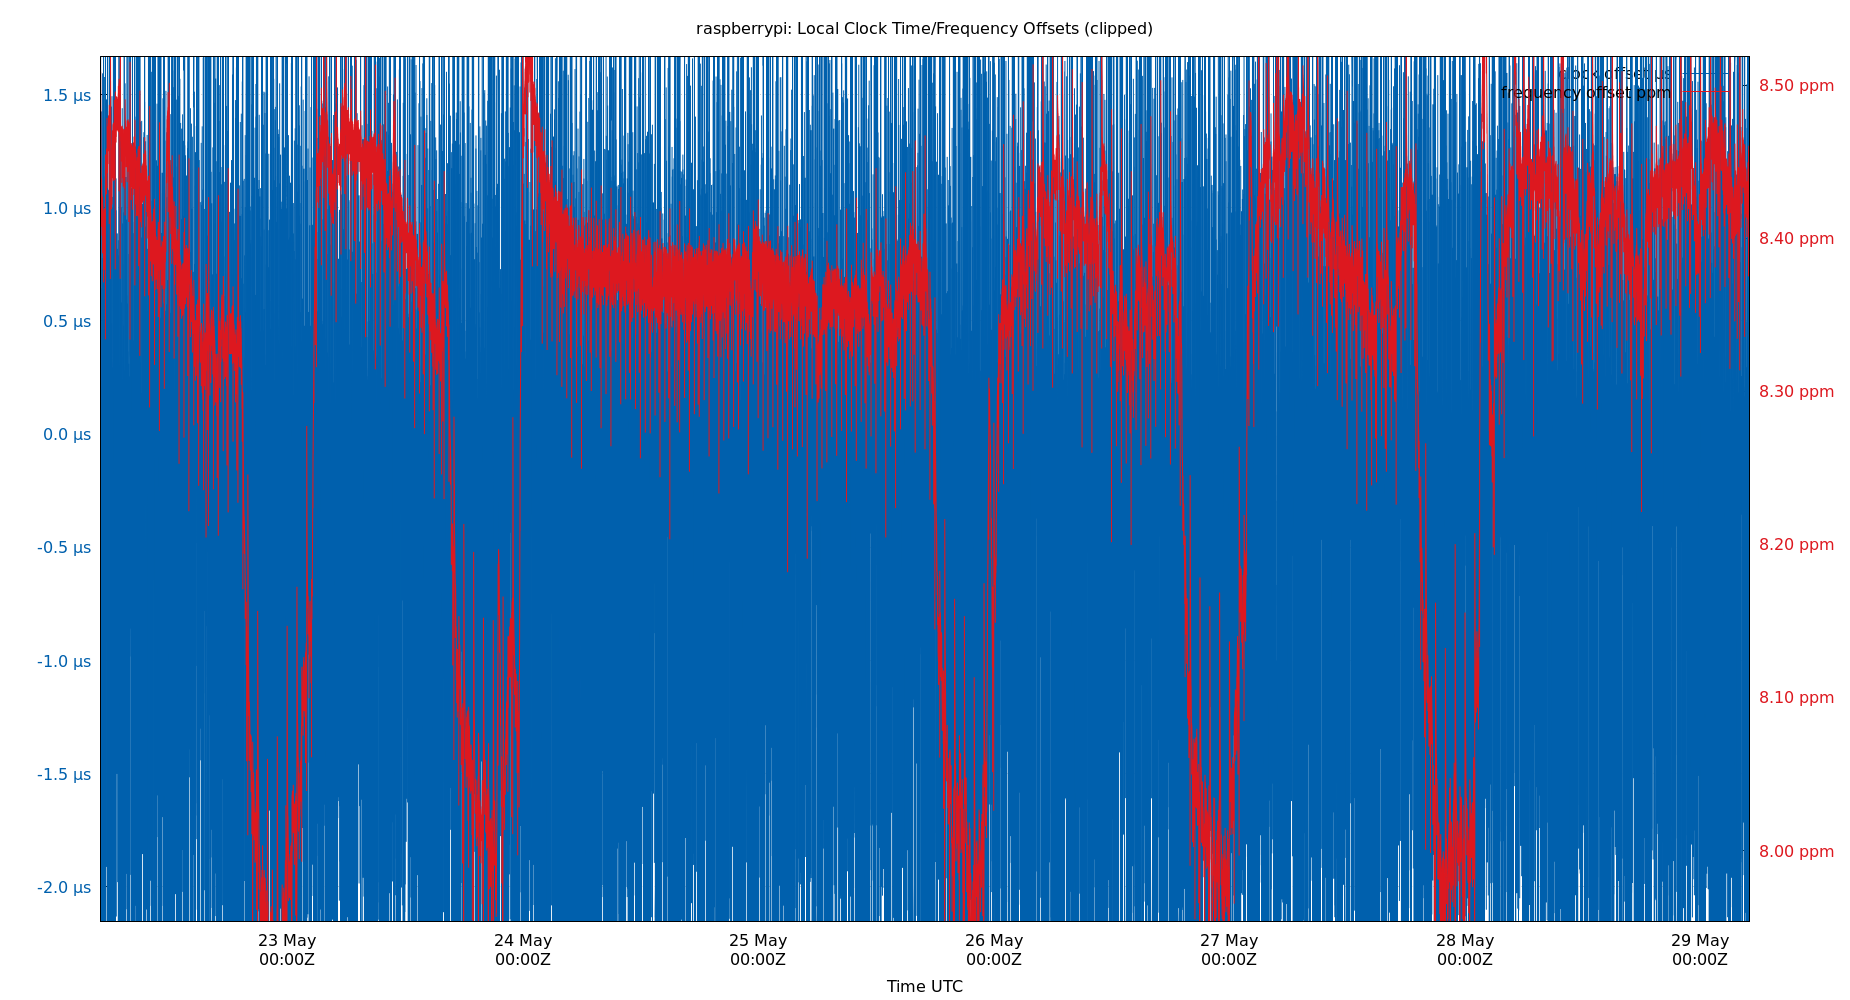 raspberrypi: Local Clock Time/Frequency Offsets (clipped)
clock offset µs
frequency offset ppm
1.5 µs
1.0 µs
0.5 µs
0.0 µs
-0.5 µs
-1.0 µs
-1.5 µs
-2.0 µs
8.50 ppm
8.40 ppm
8.30 ppm
8.20 ppm
8.10 ppm
8.00 ppm
23 May
00:00Z
24 May
00:00Z
25 May
00:00Z
26 May
00:00Z
27 May
00:00Z
28 May
00:00Z
29 May
00:00Z
Time UTC